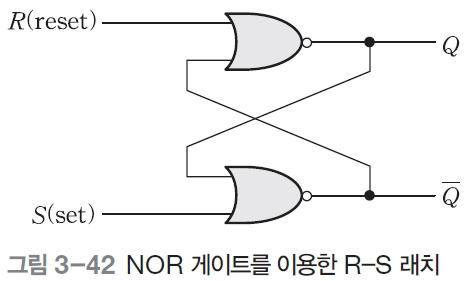 R(reset)
Q
Q̅
S(set)
그림 3-42 NOR 게이트를 이용한 R-S 래치